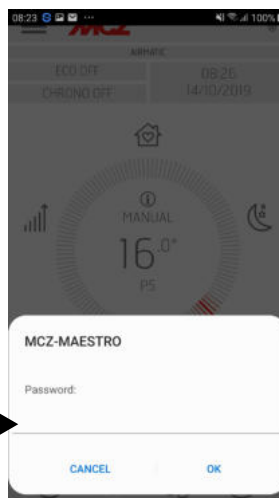 08:23
100%
MCZ
AIRMATIC
ECO OFF
CHRONO OFF
08:26
14/10/2019
MANUAL
16.0°
P5
MCZ-MAESTRO
Password:
CANCEL
OK